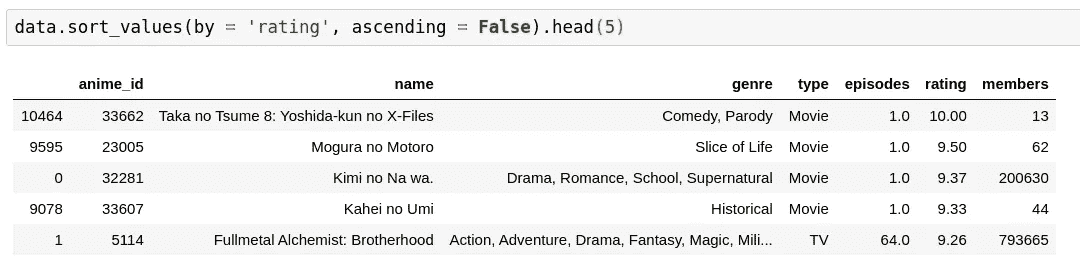 data.sort_values(by = 'rating', ascending = False).head(5)
anime_id name genre type episodes rating members
10464 33662 Taka no Tsume 8: Yoshida-kun no X-Files Comedy, Parody Movie 1.0 10.00 13
9595 23005 Mogura no Motoro Slice of Life Movie 1.0 9.50 62
0 32281 Kimi no Na wa. Drama, Romance, School, Supernatural Movie 1.0 9.37 200630
9078 33607 Kahei no Umi Historical Movie 1.0 9.33 44
1 5114 Fullmetal Alchemist: Brotherhood Action, Adventure, Drama, Fantasy, Magic, Mili... TV 64.0 9.26 793665